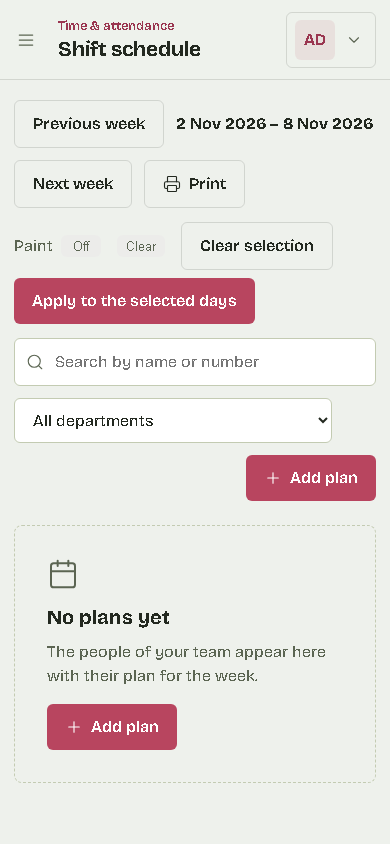 Time & attendance
Shift schedule
AD
Previous week
2 Nov 2026 – 8 Nov 2026
Next week
Print
Paint
Off
Clear
Clear selection
Apply to the selected days
Search by name or number
All departments
Add plan
No plans yet
The people of your team appear here
with their plan for the week.
Add plan